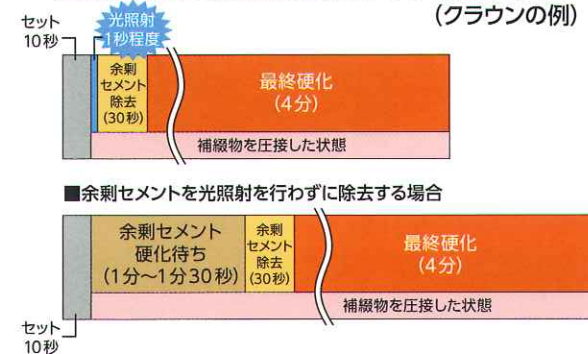 (クラウンの例)
セット
10秒
光照射
1秒程度
余剰
セメント
除去
(30秒)
最終硬化
(4分)
補綴物を圧接した状態
■余剰セメントを光照射を行わずに除去する場合
余剰セメント
硬化待ち
(1分〜1分30秒)
余剰
セメント
除去
(30秒)
最終硬化
(4分)
補綴物を圧接した状態
セット
10秒